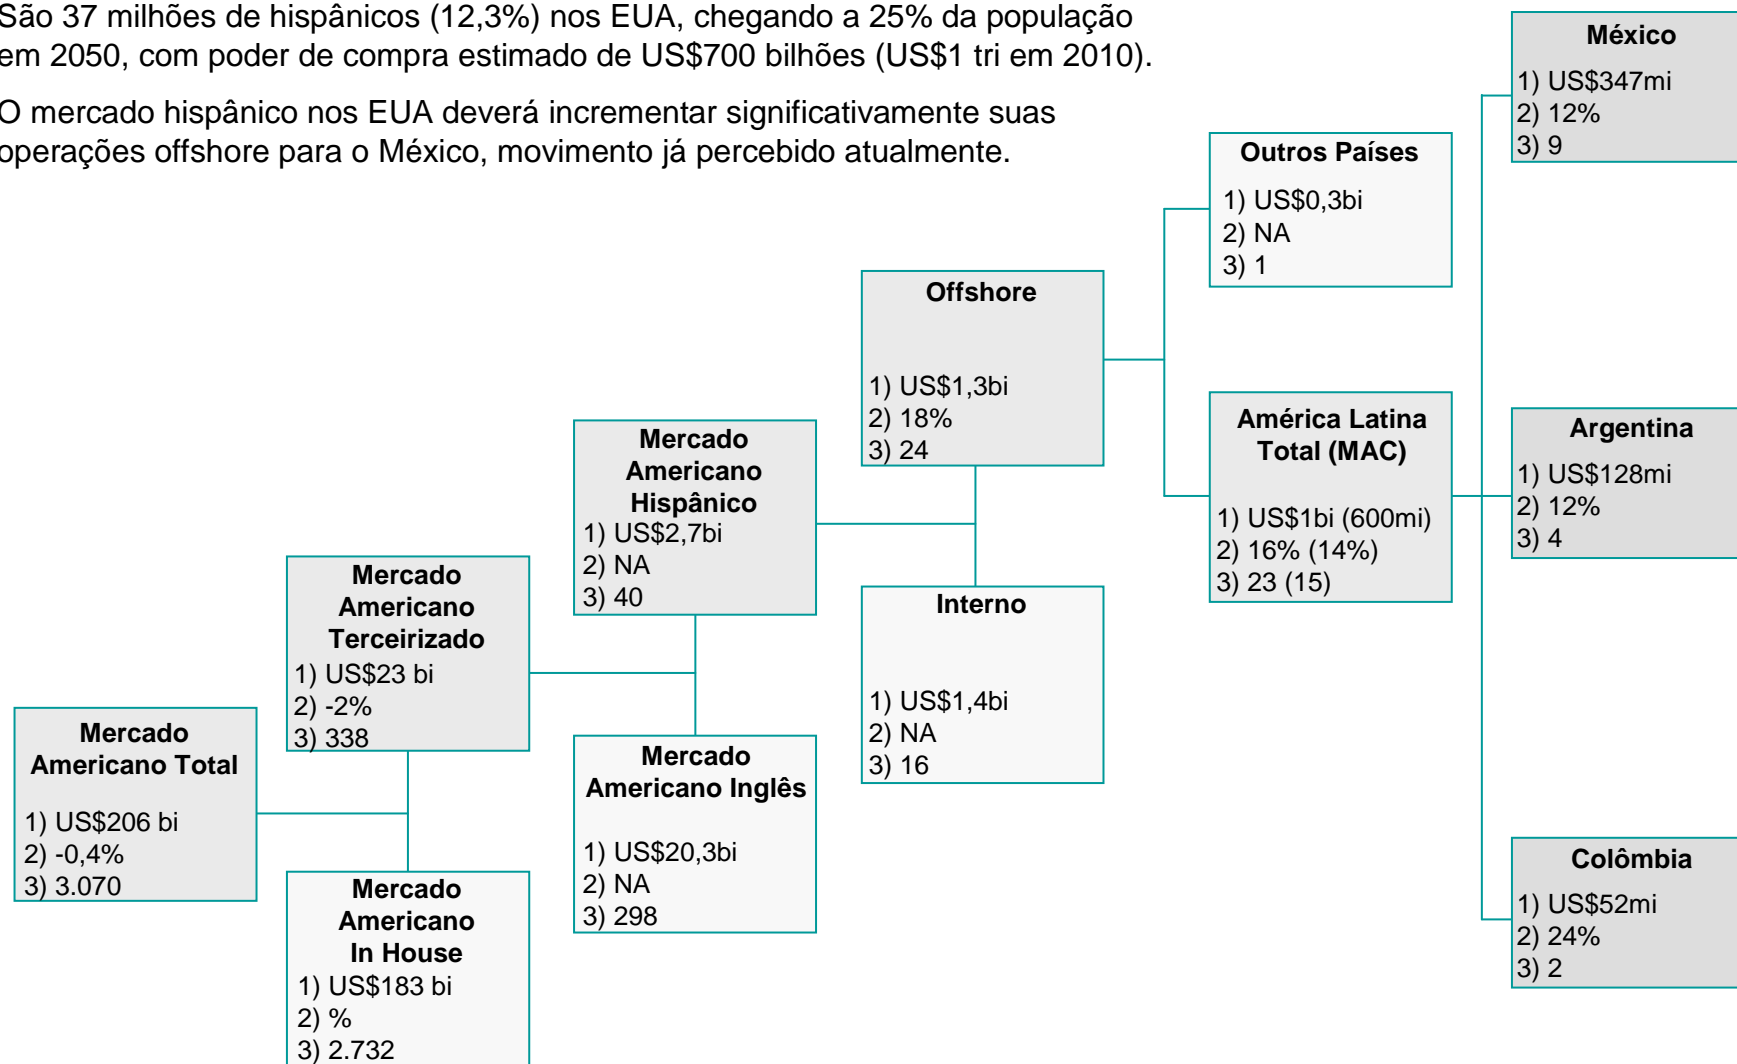 São 37 milhões de hispânicos (12,3%) nos EUA, chegando a 25% da população
em 2050, com poder de compra estimado de US$700 bilhões (US$1 tri em 2010).
O mercado hispânico nos EUA deverá incrementar significativamente suas
operações offshore para o México, movimento já percebido atualmente.
Mercado
Americano Total
1) US$206 bi
2) -0,4%
3) 3.070
Mercado
Americano
Terceirizado
1) US$23 bi
2) -2%
3) 338
Mercado
Americano
In House
1) US$183 bi
2) %
3) 2.732
Mercado
Americano
Hispânico
1) US$2,7bi
2) NA
3) 40
Mercado
Americano Inglês
1) US$20,3bi
2) NA
3) 298
Offshore
1) US$1,3bi
2) 18%
3) 24
Interno
1) US$1,4bi
2) NA
3) 16
Outros Países
1) US$0,3bi
2) NA
3) 1
América Latina
Total (MAC)
1) US$1bi (600mi)
2) 16% (14%)
3) 23 (15)
México
1) US$347mi
2) 12%
3) 9
Argentina
1) US$128mi
2) 12%
3) 4
Colômbia
1) US$52mi
2) 24%
3) 2